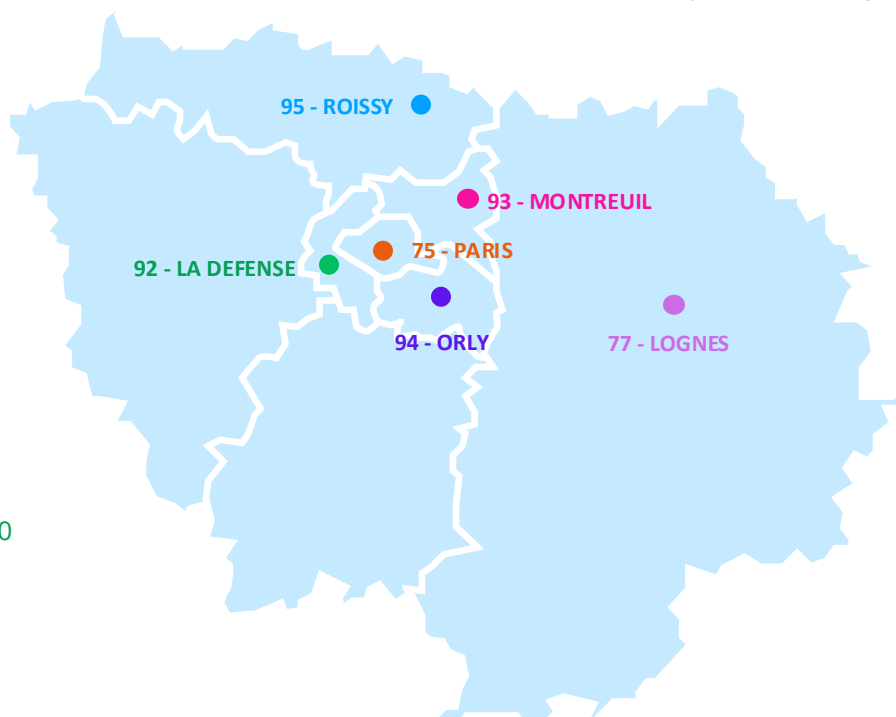 95 - ROISSY
93 - MONTREUIL
75 - PARIS
92 - LA DEFENSE
94 - ORLY
77 - LOGNES
0